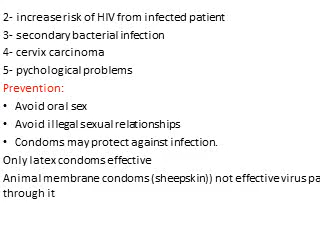 2- increase risk of HIV from infected patient
3- secondary bacterial infection
4- cervix carcinoma
5- pychological problems
Prevention:
• Avoid oral sex
• Avoid illegal sexual relationships
• Condoms may protect against infection.
Only latex condoms effective
Animal membrane condoms (sheepskin)) not effective virus pa
through it